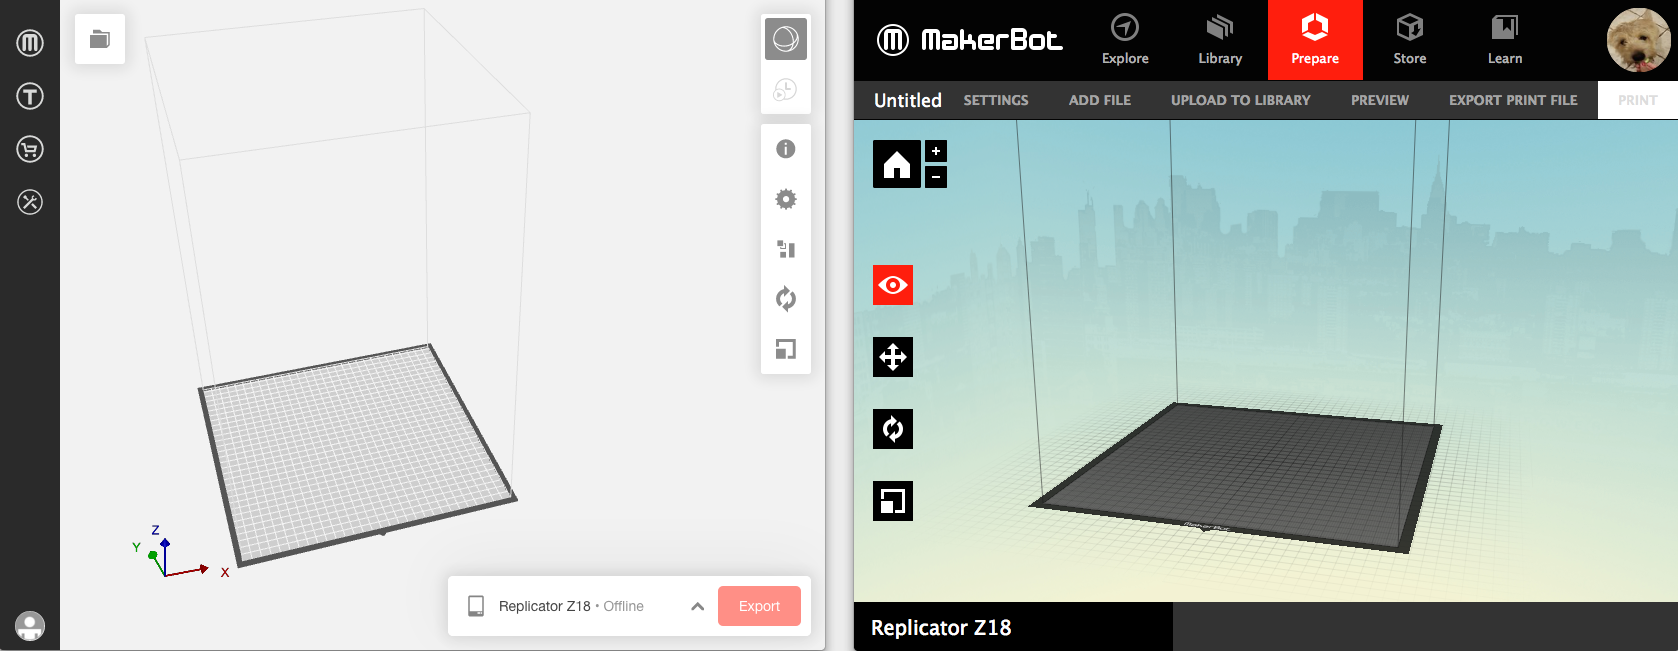 Z
Y
X
Replicator Z18 • Offline
Export
MakerBot
Explore
Library
Prepare
Store
Learn
Untitled
SETTINGS
ADD FILE
UPLOAD TO LIBRARY
PREVIEW
EXPORT PRINT FILE
PRINT
MakerBot
Replicator Z18